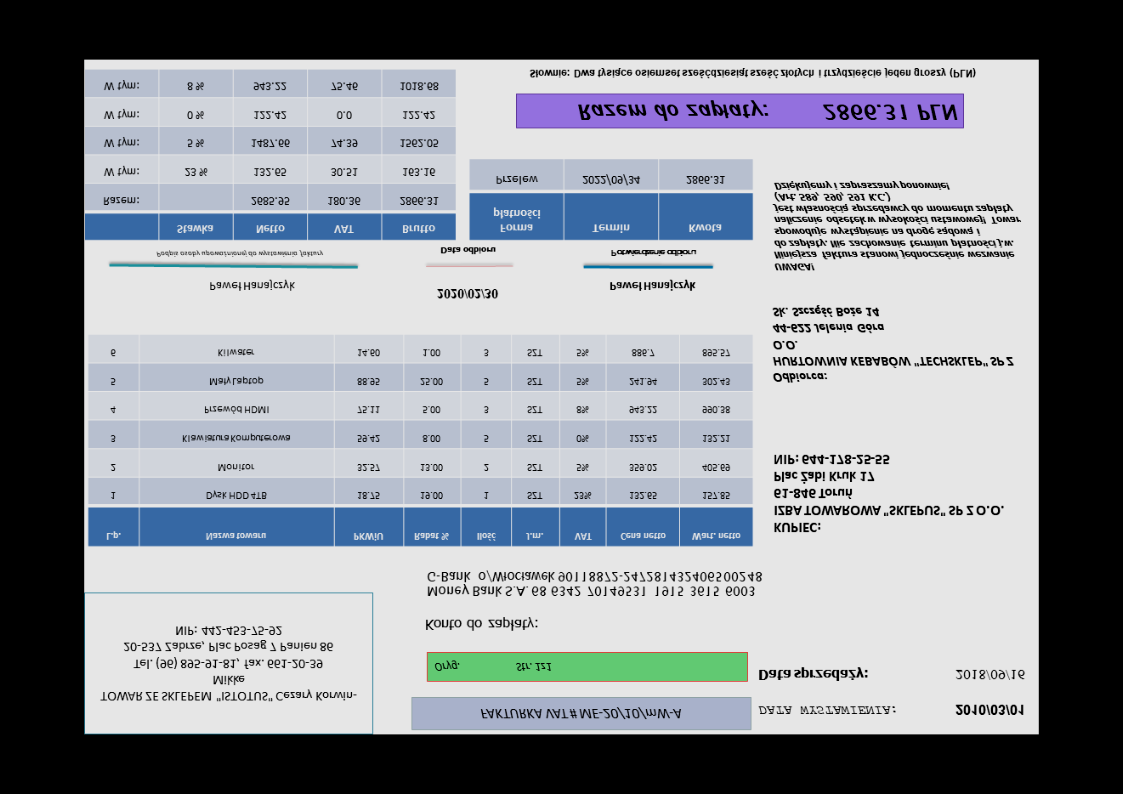 FAKTURKA VAT# ME-20/10/mW-A
DATA WYSTAWIENIA: 2010/03/01
Oryg. Str. 1z1
Data sprzedaży: 2018/09/16
TOWAR ZE SKLEPEM "ISTOTUS" Cezary Korwin-
Mikke
Tel. (96) 895-91-81, fax. 661-20-39
20-537 Zabrze, Plac Posąg 7 Panien 86
NIP: 442-453-75-92
Konto do zapłaty:
Money Bank S.A. 68 6342 70149531 1915 3615 6003
G-Bank o/Włocławek 90118872-247281432406500248
KUPIEC:
IZBA TOWAROWA "SKLEPUS" SP Z O.O.
61-846 Toruń
Plac Żabi Kruk 17
NIP: 644-178-25-55
Odbiorca:
HURTOWNIA KEBABÓW "TECHSKLEP" SP Z
O.O.
44-622 Jelenia Góra
Sk. Szczęść Boże 14
L.p. Nazwa towaru PKWiU Rabat % Ilość J.m. VAT Cena netto Wart. netto
1 Dysk HDD 4TB 18.75 19.00 1 SZT 23% 132.65 157.85
2 Monitor 32.57 13.00 2 SZT 5% 359.02 405.69
3 Klawiatura Komputerowa 59.42 8.00 5 SZT 0% 122.42 132.21
4 Przewód HDMI 75.11 5.00 3 SZT 8% 943.22 990.38
5 Mały Laptop 88.95 25.00 5 SZT 5% 241.94 302.43
6 Kilwater 14.60 1.00 3 SZT 5% 886.7 895.57
Paweł Hanajczyk
Podpis osoby upoważnionej do wystawienia faktury
2020/02/30
Data odbioru
Paweł Hanajczyk
Potwierdzenie odbioru
UWAGA!
Niniejsza faktura stanowi jednocześnie wezwanie
do zapłaty. Nie zachowanie terminu płatności j.w.
spowoduje wystąpienie na drogę sądową i
naliczenie odsetek w wysokości ustawowej! Towar
jest własnością sprzedawcy do momentu zapłaty
(Art. 589, 590, 591 K.C.)
Dziękujemy i zapraszamy ponownie!
Stawka Netto VAT Brutto
Razem: 2685.95 180.36 2866.31
W tym: 23 % 132.65 30.51 163.16
W tym: 5 % 1487.66 74.39 1562.05
W tym: 0 % 122.42 0.0 122.42
W tym: 8 % 943.22 75.46 1018.68
Forma
płatności Termin Kwota
Przelew 2022/09/34 2866.31
Razem do zapłaty: 2866.31 PLN
Słownie: Dwa tysiące osiemset sześćdziesiąt sześć złotych i trzydzieście jeden groszy (PLN)